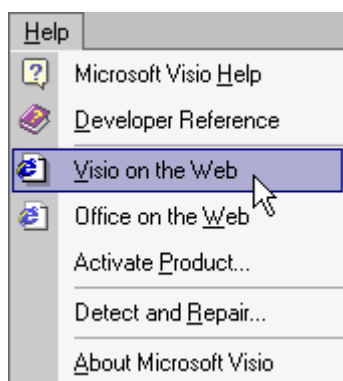 Help
Microsoft Visio Help
Developer Reference
Visio on the Web
Office on the Web
Activate Product...
Detect and Repair...
About Microsoft Visio